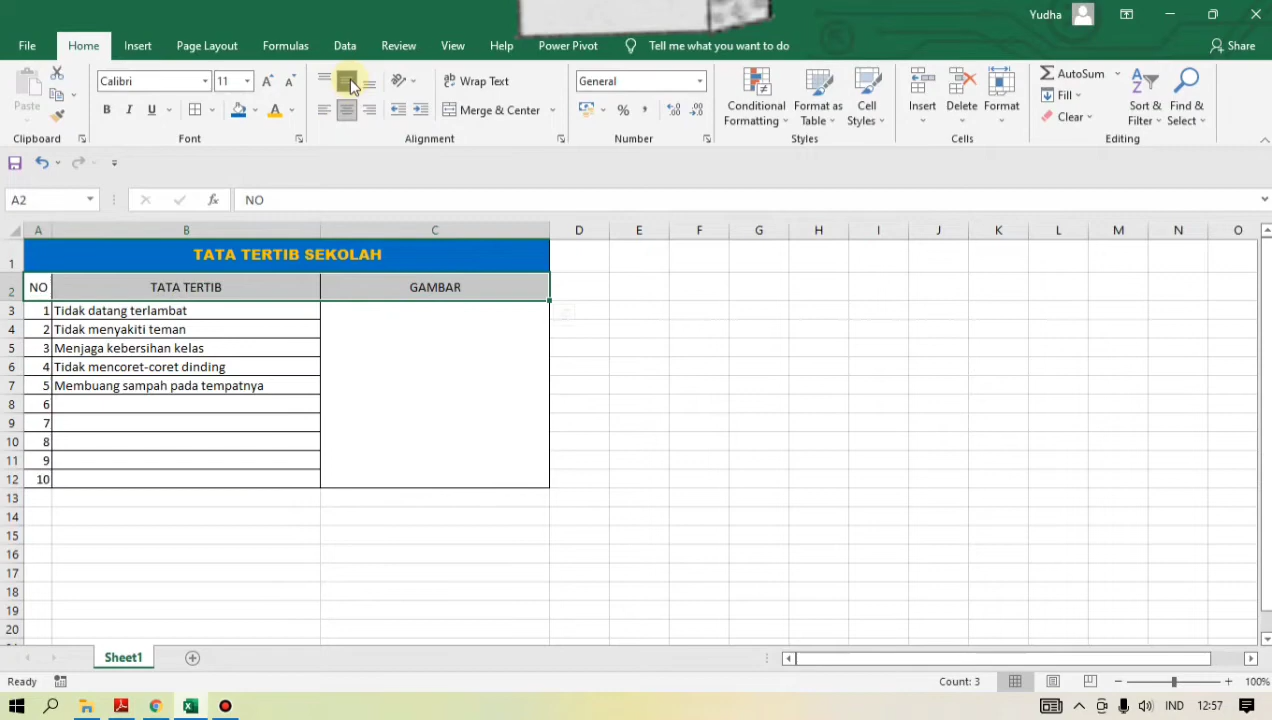 Yudha
File Home Insert Page Layout Formulas Data Review View Help Power Pivot Tell me what you want to do Share
Paste Calibri 11 Wrap Text General Conditional Formatting Format as Table Cell Styles Insert Delete Format AutoSum Fill Clear Sort & Filter Find & Select
B I U A Merge & Center % ,
Clipboard Font Alignment Number Styles Cells Editing
A2 fx NO
A B C D E F G H I J K L M N O
1 TATA TERTIB SEKOLAH
2 NO TATA TERTIB GAMBAR
3 1 Tidak datang terlambat
4 2 Tidak menyakiti teman
5 3 Menjaga kebersihan kelas
6 4 Tidak mencoret-coret dinding
7 5 Membuang sampah pada tempatnya
8 6
9 7
10 8
11 9
12 10
13
14
15
16
17
18
19
20
Sheet1
Ready Count: 3 100%
IND 12:57